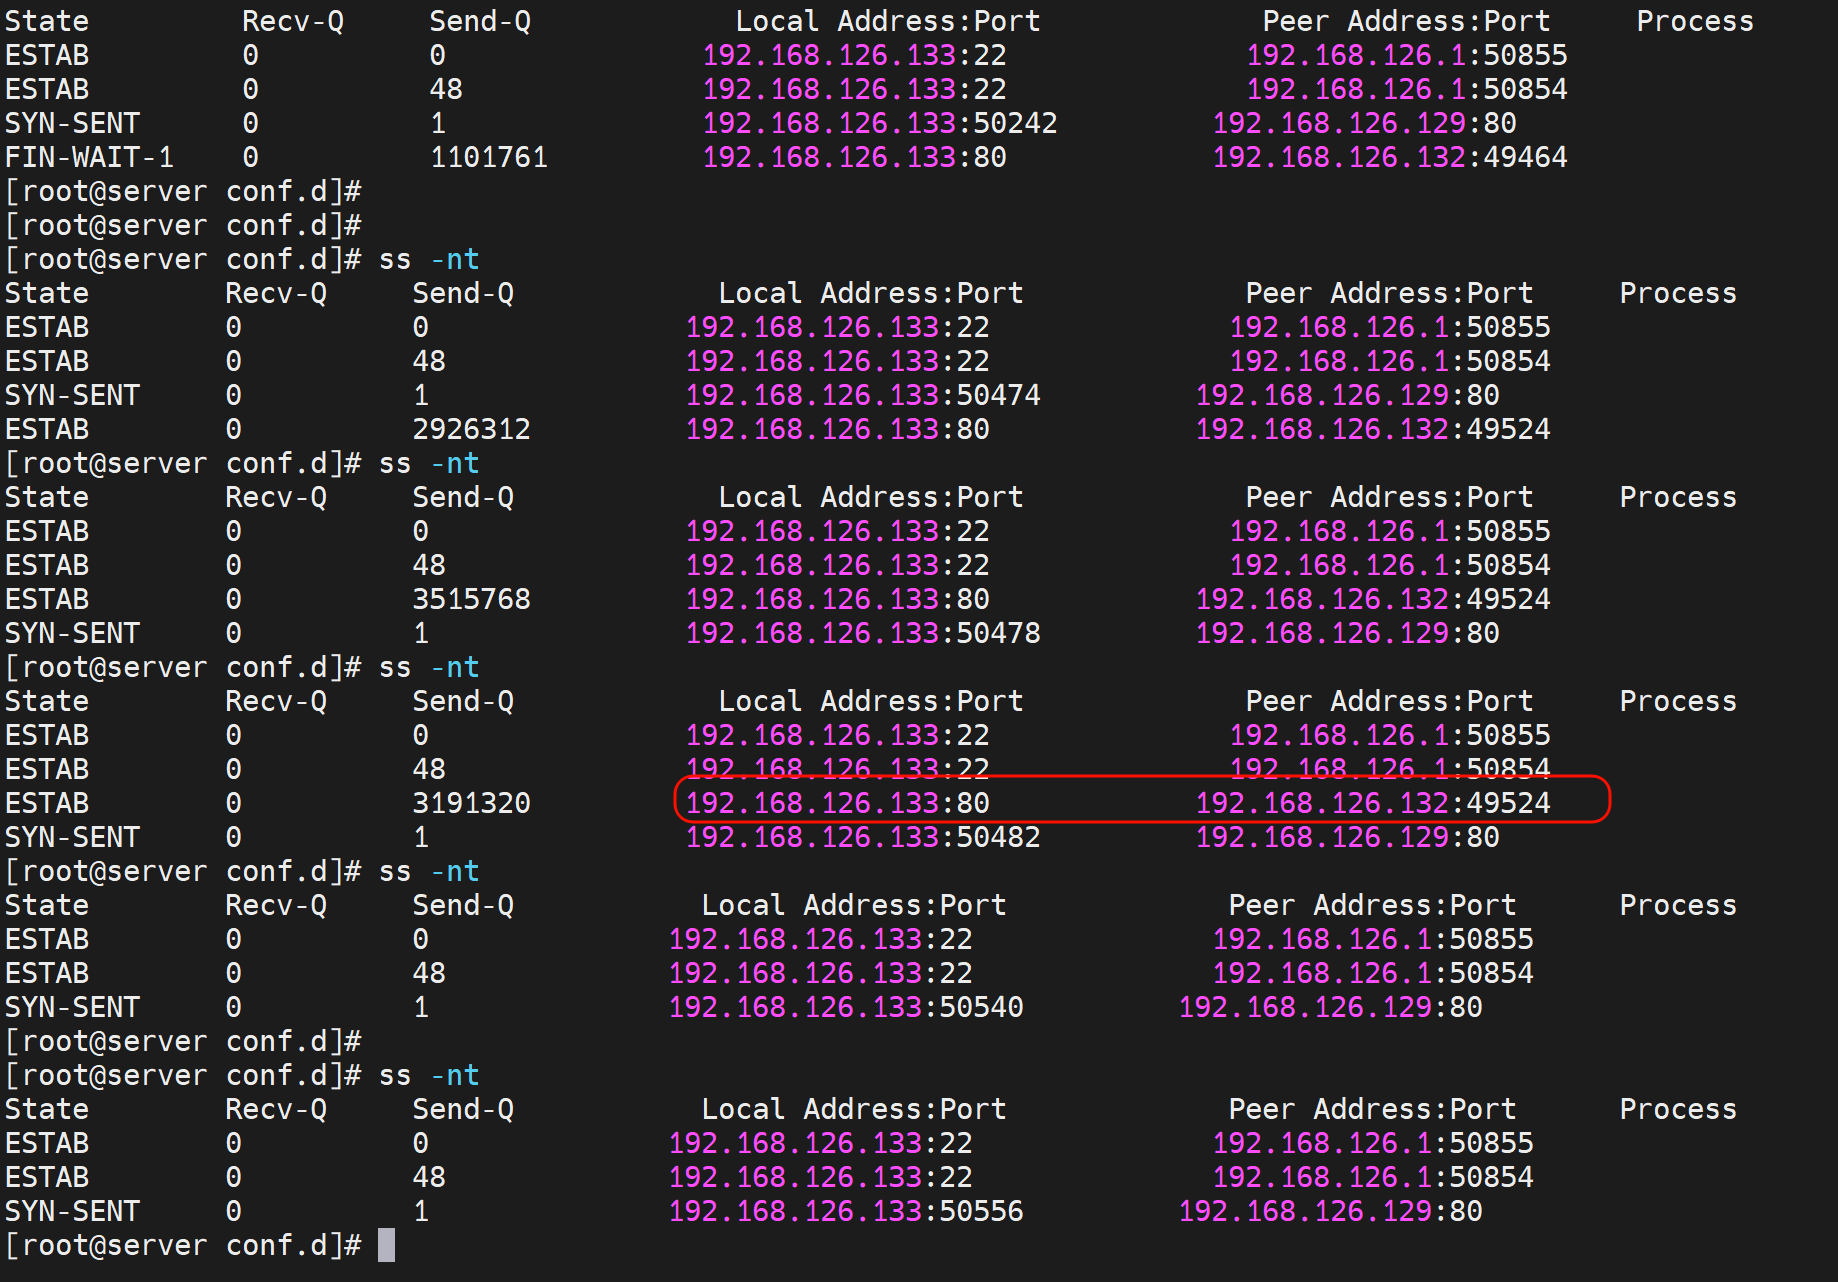 State Recv-Q Send-Q Local Address:Port Peer Address:Port Process
ESTAB 0 0 192.168.126.133:22 192.168.126.1:50855
ESTAB 0 48 192.168.126.133:22 192.168.126.1:50854
SYN-SENT 0 1 192.168.126.133:50242 192.168.126.129:80
FIN-WAIT-1 0 1101761 192.168.126.133:80 192.168.126.132:49464
[root@server conf.d]#
[root@server conf.d]#
[root@server conf.d]# ss -nt
State Recv-Q Send-Q Local Address:Port Peer Address:Port Process
ESTAB 0 0 192.168.126.133:22 192.168.126.1:50855
ESTAB 0 48 192.168.126.133:22 192.168.126.1:50854
SYN-SENT 0 1 192.168.126.133:50474 192.168.126.129:80
ESTAB 0 2926312 192.168.126.133:80 192.168.126.132:49524
[root@server conf.d]# ss -nt
State Recv-Q Send-Q Local Address:Port Peer Address:Port Process
ESTAB 0 0 192.168.126.133:22 192.168.126.1:50855
ESTAB 0 48 192.168.126.133:22 192.168.126.1:50854
ESTAB 0 3515768 192.168.126.133:80 192.168.126.132:49524
SYN-SENT 0 1 192.168.126.133:50478 192.168.126.129:80
[root@server conf.d]# ss -nt
State Recv-Q Send-Q Local Address:Port Peer Address:Port Process
ESTAB 0 0 192.168.126.133:22 192.168.126.1:50855
ESTAB 0 48 192.168.126.133:22 192.168.126.1:50854
ESTAB 0 3191320 192.168.126.133:80 192.168.126.132:49524
SYN-SENT 0 1 192.168.126.133:50482 192.168.126.129:80
[root@server conf.d]# ss -nt
State Recv-Q Send-Q Local Address:Port Peer Address:Port Process
ESTAB 0 0 192.168.126.133:22 192.168.126.1:50855
ESTAB 0 48 192.168.126.133:22 192.168.126.1:50854
SYN-SENT 0 1 192.168.126.133:50540 192.168.126.129:80
[root@server conf.d]#
[root@server conf.d]# ss -nt
State Recv-Q Send-Q Local Address:Port Peer Address:Port Process
ESTAB 0 0 192.168.126.133:22 192.168.126.1:50855
ESTAB 0 48 192.168.126.133:22 192.168.126.1:50854
SYN-SENT 0 1 192.168.126.133:50556 192.168.126.129:80
[root@server conf.d]#